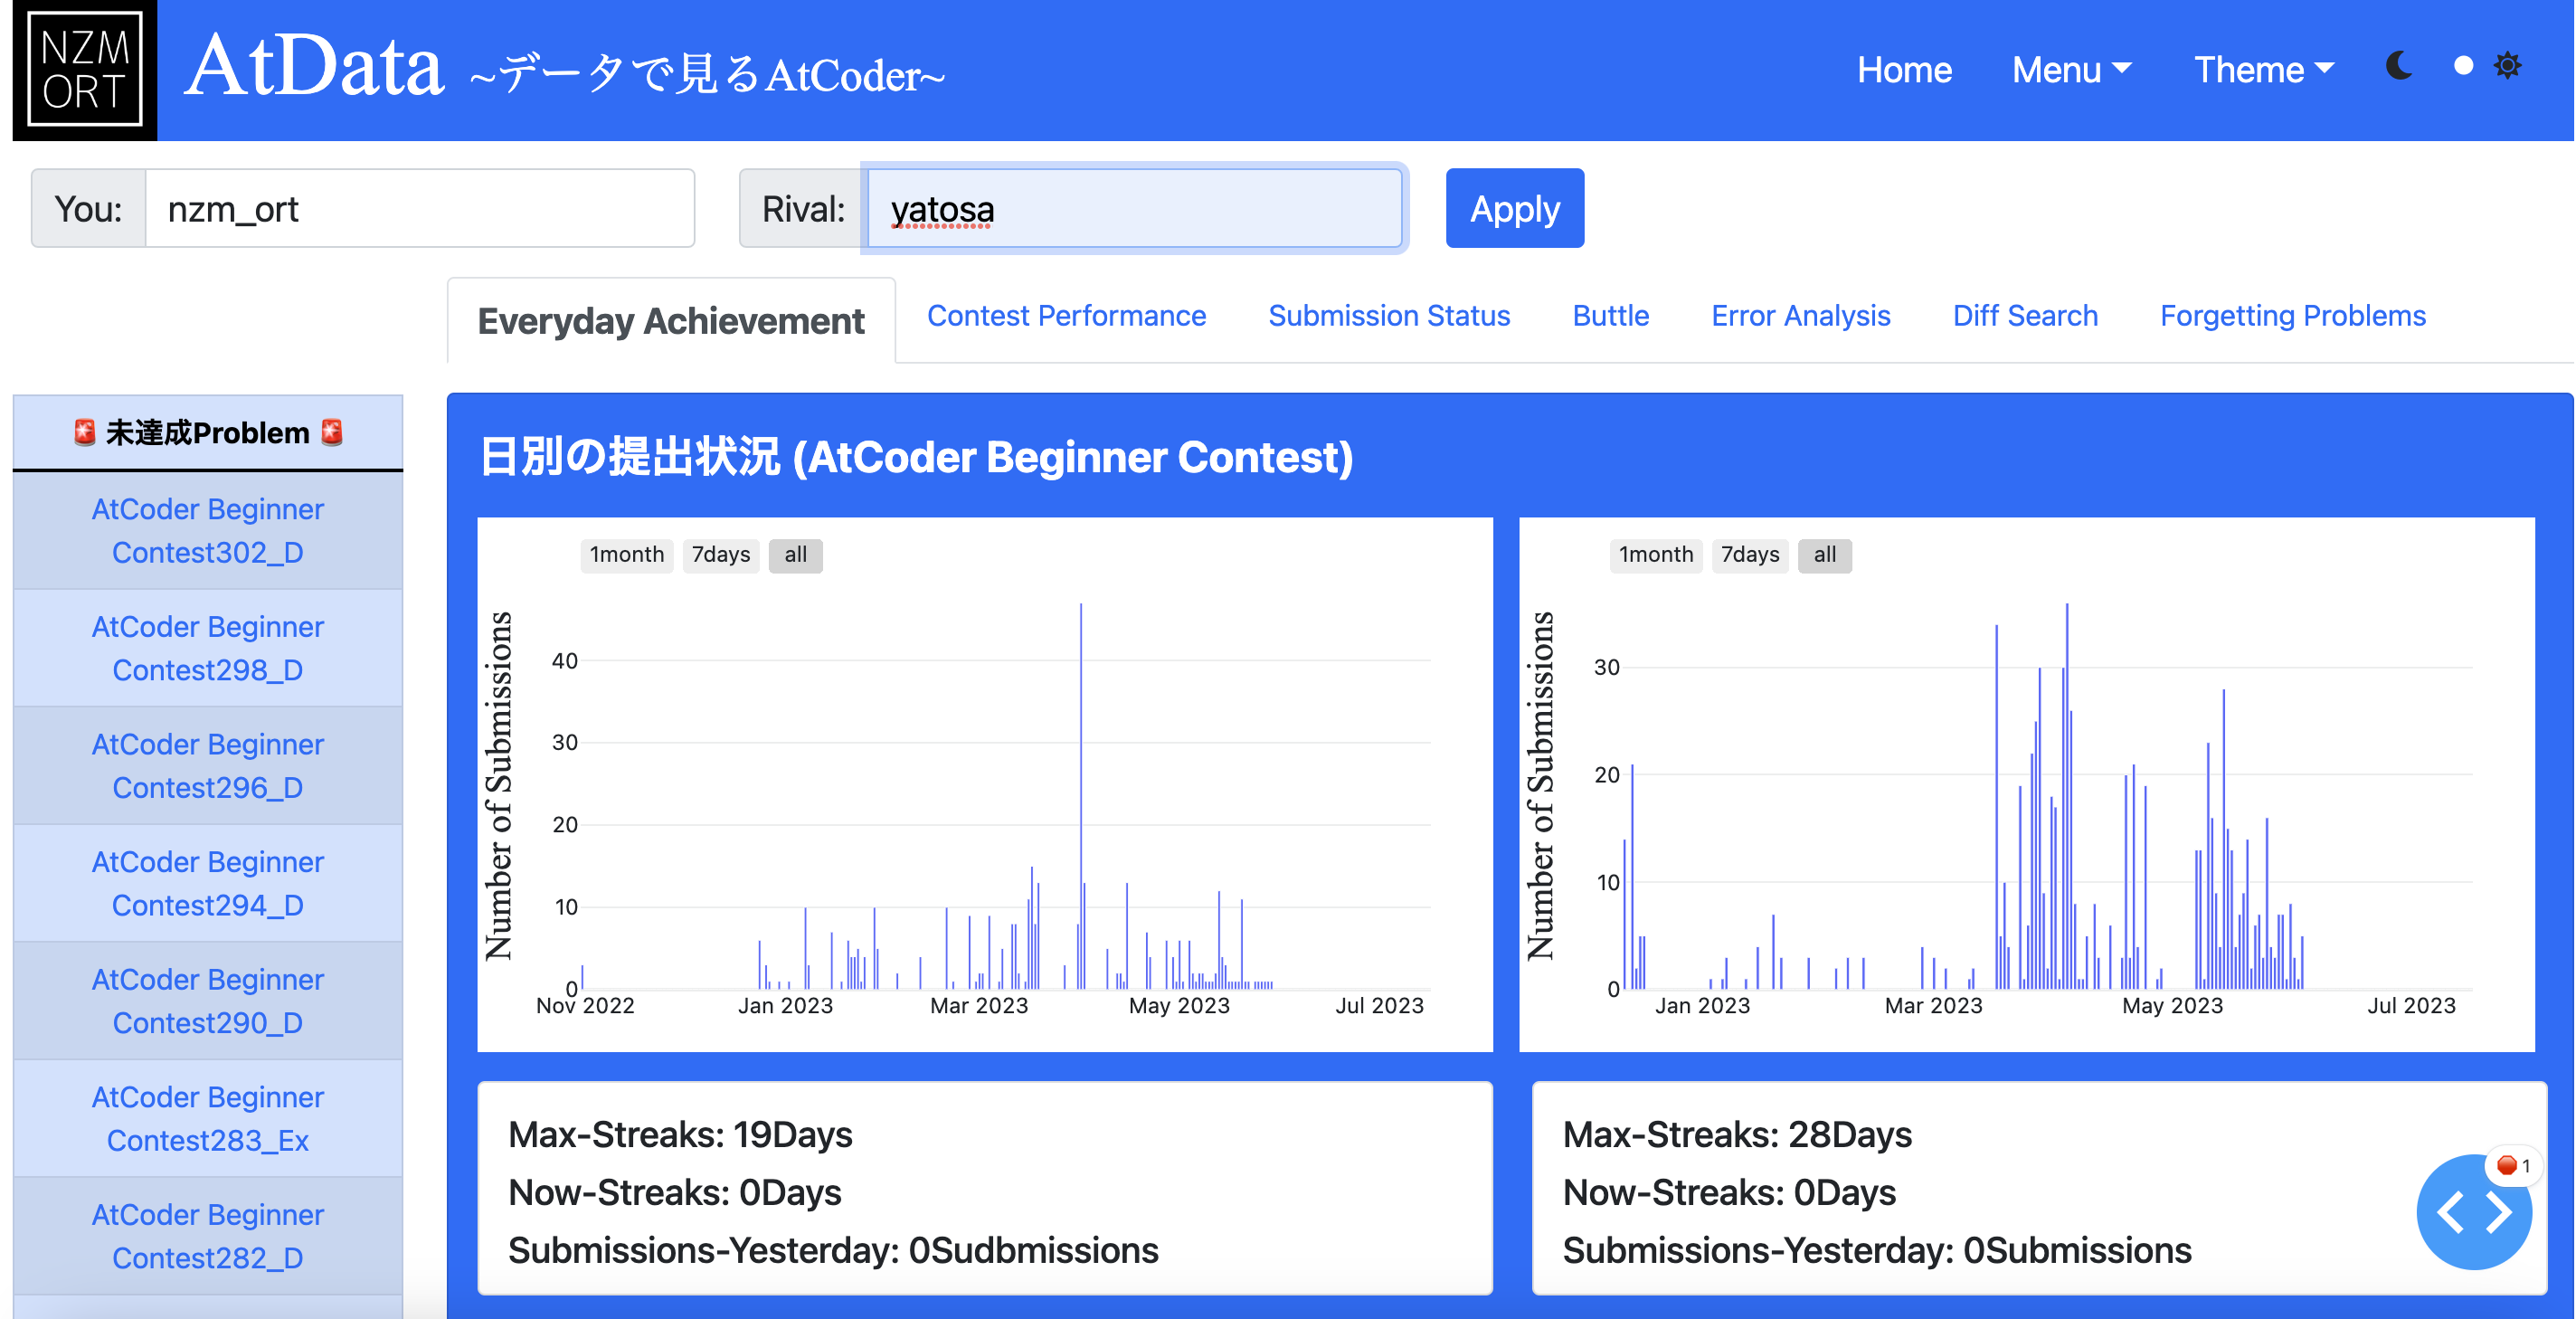 NZM
ORT
AtData ~データで見るAtCoder~
Home Menu Theme
You: nzm_ort Rival: yatosa Apply
Everyday Achievement Contest Performance Submission Status Buttle Error Analysis Diff Search Forgetting Problems
🚨 未達成Problem 🚨
AtCoder Beginner
Contest302_D
AtCoder Beginner
Contest298_D
AtCoder Beginner
Contest296_D
AtCoder Beginner
Contest294_D
AtCoder Beginner
Contest290_D
AtCoder Beginner
Contest283_Ex
AtCoder Beginner
Contest282_D
日別の提出状況 (AtCoder Beginner Contest)
1month 7days all
Number of Submissions
40
30
20
10
0
Nov 2022 Jan 2023 Mar 2023 May 2023 Jul 2023
1month 7days all
Number of Submissions
30
20
10
0
Jan 2023 Mar 2023 May 2023 Jul 2023
Max-Streaks: 19Days
Now-Streaks: 0Days
Submissions-Yesterday: 0Sudbmissions
Max-Streaks: 28Days
Now-Streaks: 0Days
Submissions-Yesterday: 0Submissions
1